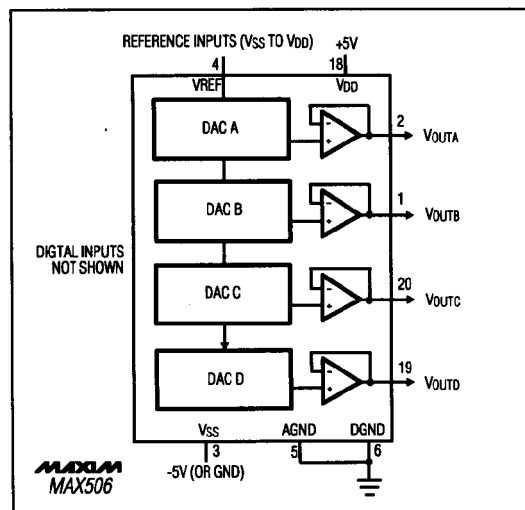 REFERENCE INPUTS (VSS TO VDD)
+5V
4
18
VREF
VDD
DAC A
-
+
2
VOUTA
DAC B
-
+
1
VOUTB
DIGTAL INPUTS
NOT SHOWN
DAC C
-
+
20
VOUTC
DAC D
-
+
19
VOUTD
VSS
AGND
DGND
3
5
6
-5V (OR GND)
MAXIM
MAX506